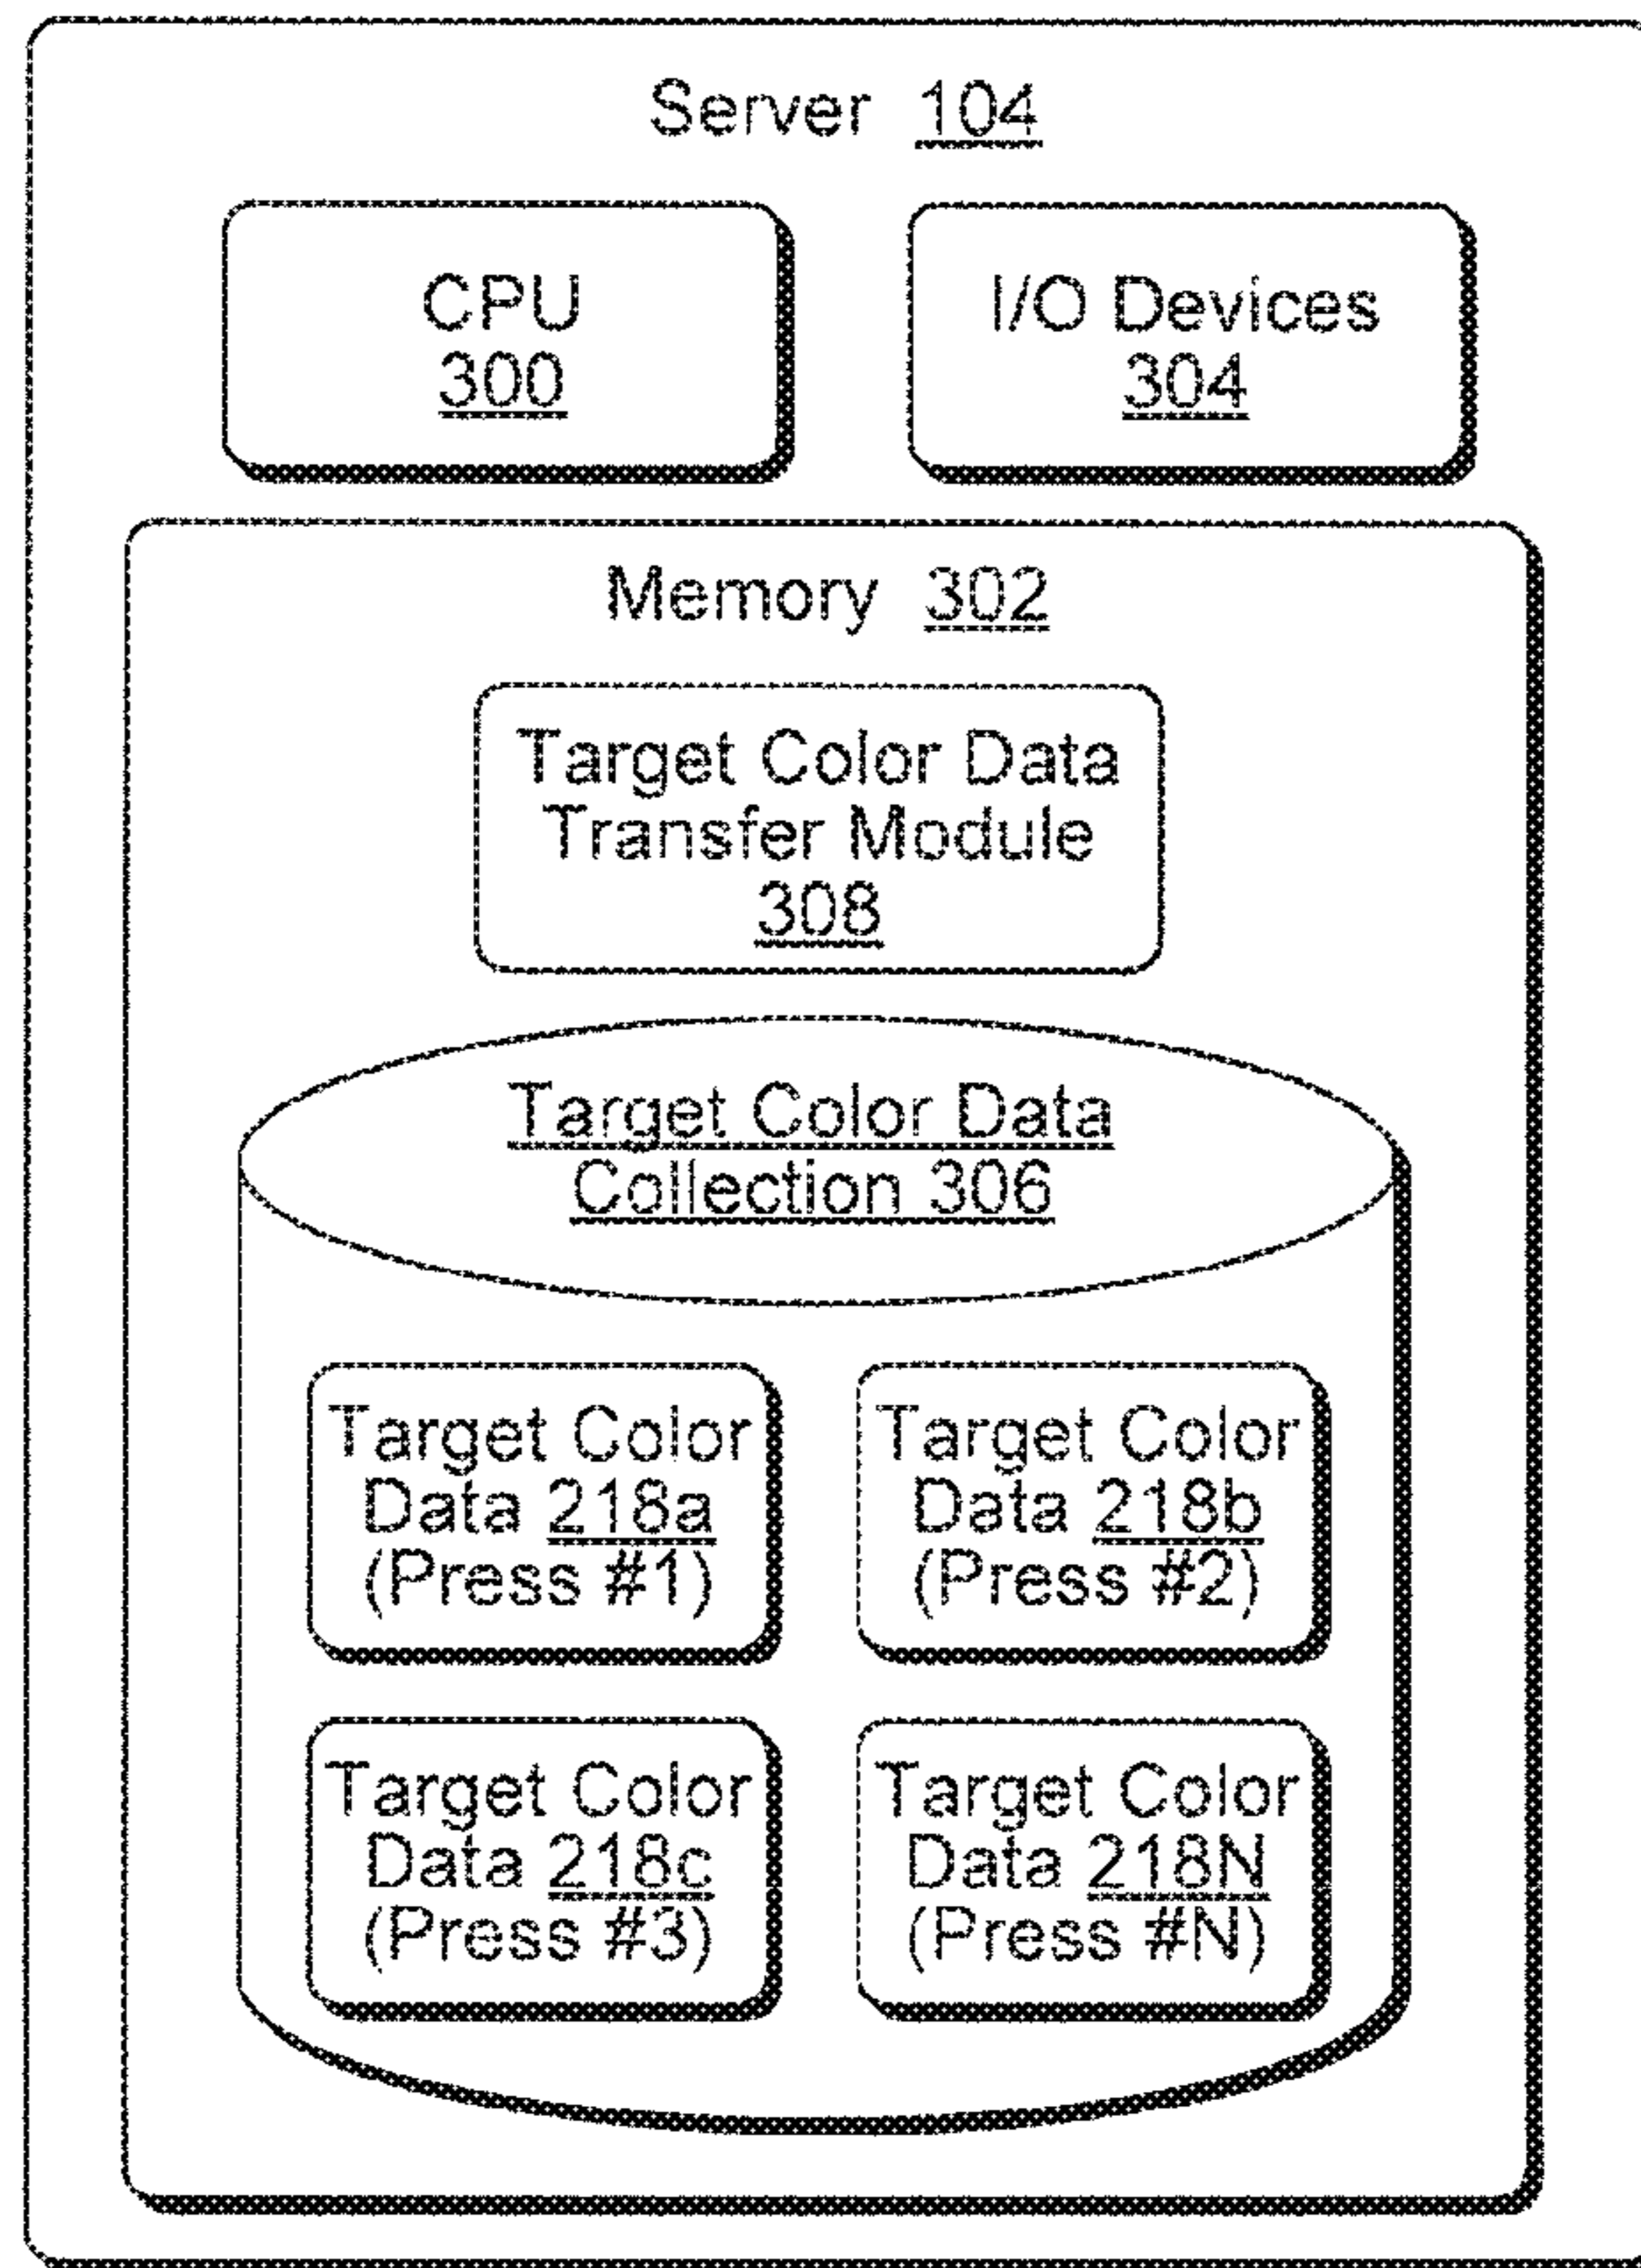 Server 104
CPU
300
I/O Devices
304
Memory 302
Target Color Data
Transfer Module
308
Target Color Data
Collection 306
Target Color
Data 218a
(Press #1)
Target Color
Data 218b
(Press #2)
Target Color
Data 218c
(Press #3)
Target Color
Data 218N
(Press #N)